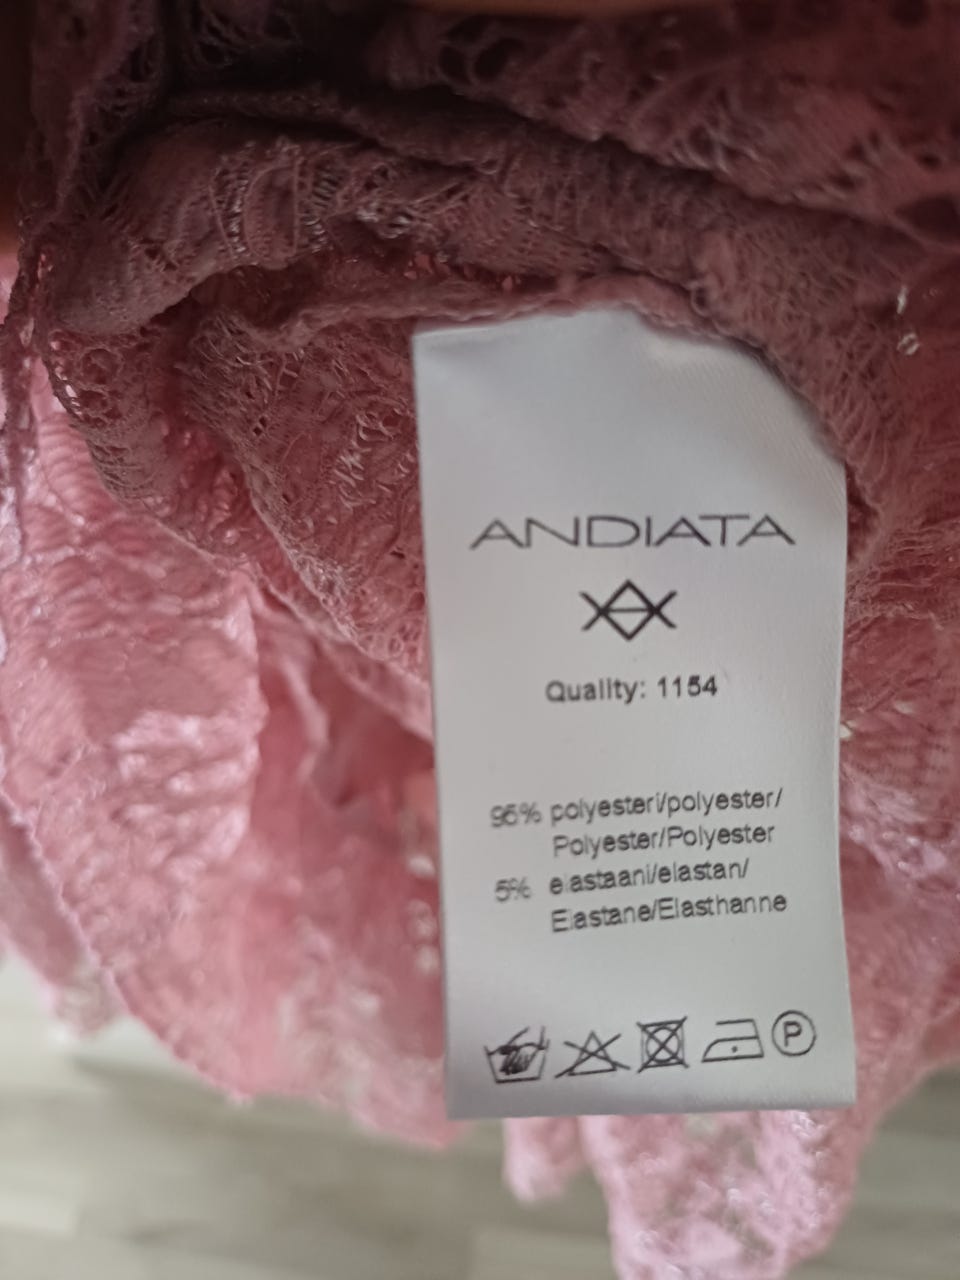 ANDIATA
Quality: 1154
95% polyesteri/polyester/
Polyester/Polyester
5% elastaani/elastan/
Elastane/Elasthanne
P